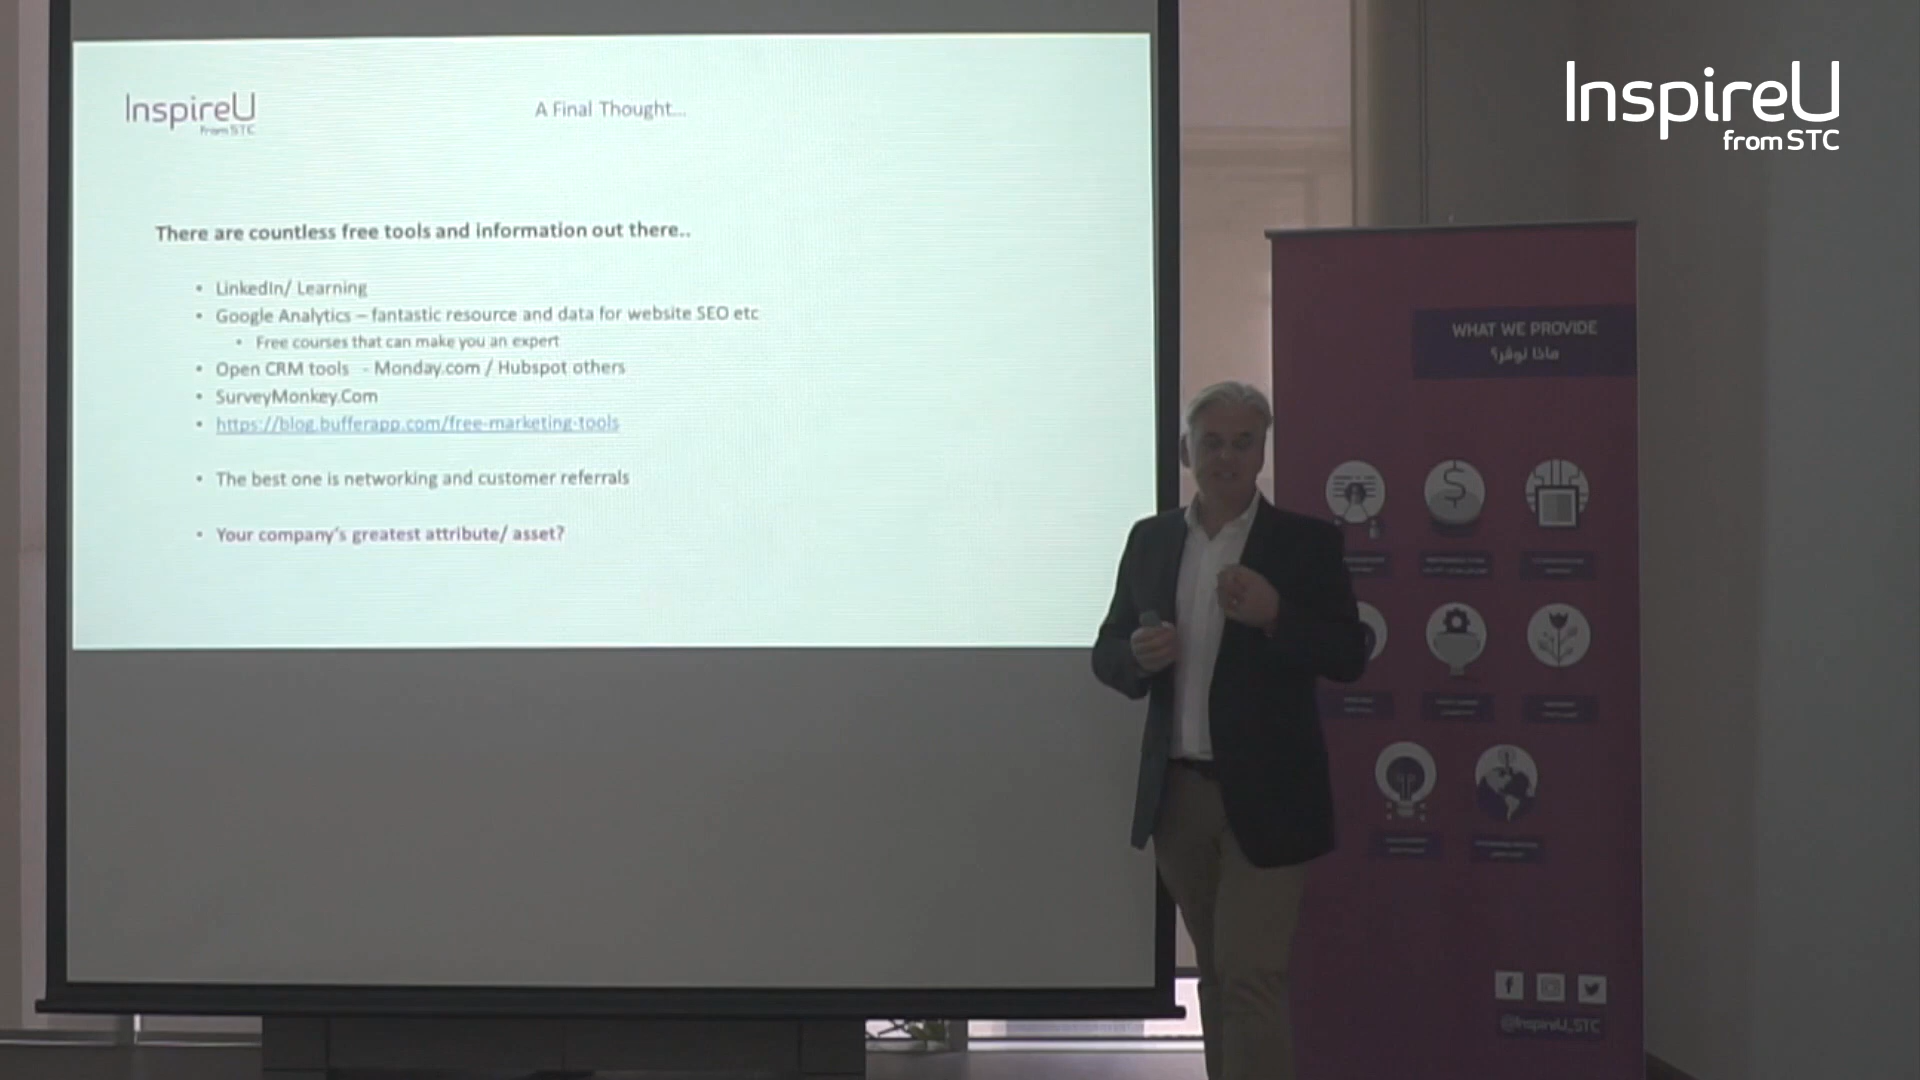 InspireU
from STC
A Final Thought...
There are countless free tools and information out there..
• LinkedIn/ Learning
• Google Analytics – fantastic resource and data for website SEO etc
• Free courses that can make you an expert
• Open CRM tools - Monday.com / Hubspot others
• SurveyMonkey.Com
• https://blog.bufferapp.com/free-marketing-tools
• The best one is networking and customer referrals
• Your company's greatest attribute/ asset?
InspireU
from STC
WHAT WE PROVIDE
ماذا نوفر؟
@InspireU_STC